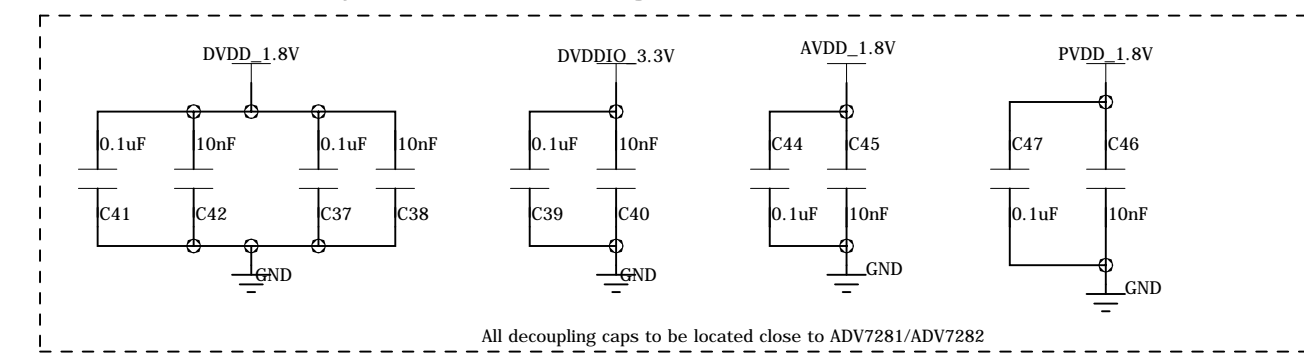 DVDD_1.8V
DVDDIO_3.3V
AVDD_1.8V
PVDD_1.8V
0.1uF
10nF
0.1uF
10nF
0.1uF
10nF
C44
C45
C47
C46
C41
C42
C37
C38
C39
C40
0.1uF
10nF
0.1uF
10nF
GND
GND
GND
GND
All decoupling caps to be located close to ADV7281/ADV7282